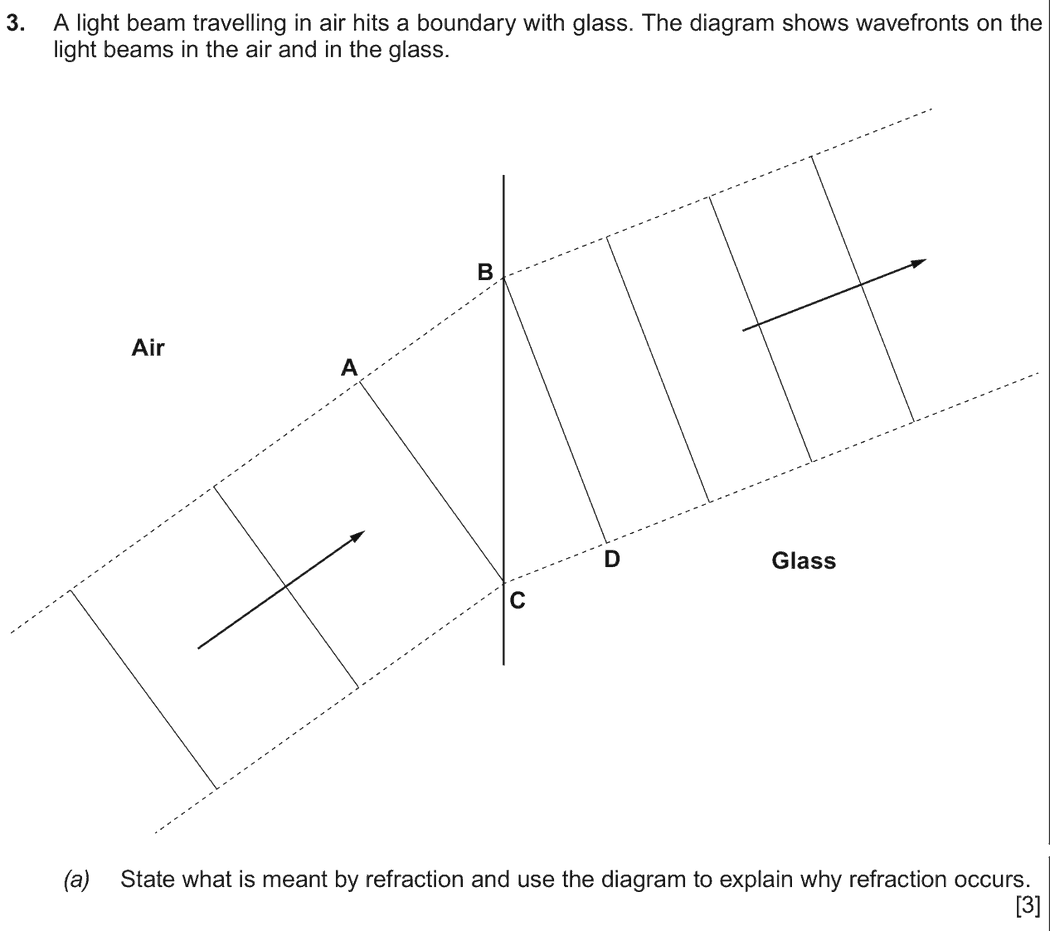 3. A light beam travelling in air hits a boundary with glass. The diagram shows wavefronts on the
light beams in the air and in the glass.
B
Air
A
D
Glass
C
(a) State what is meant by refraction and use the diagram to explain why refraction occurs.
[3]